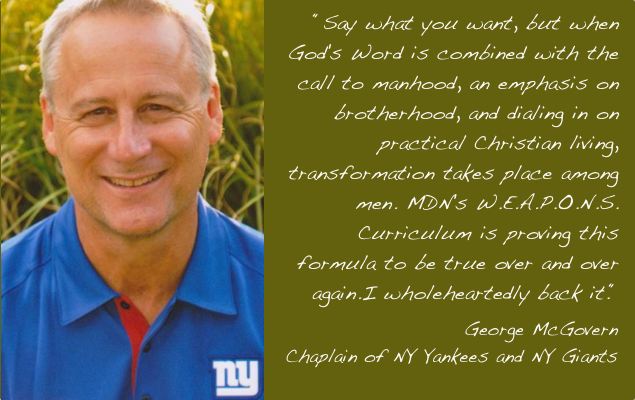 " Say what you want, but when
God's Word is combined with the
call to manhood, an emphasis on
brotherhood, and dialing in on
practical Christian living,
transformation takes place among
men. MDN's W.E.A.P.O.N.S.
Curriculum is proving this
formula to be true over and over
again.I wholeheartedly back it."
George McGovern
Chaplain of NY Yankees and NY Giants
ny